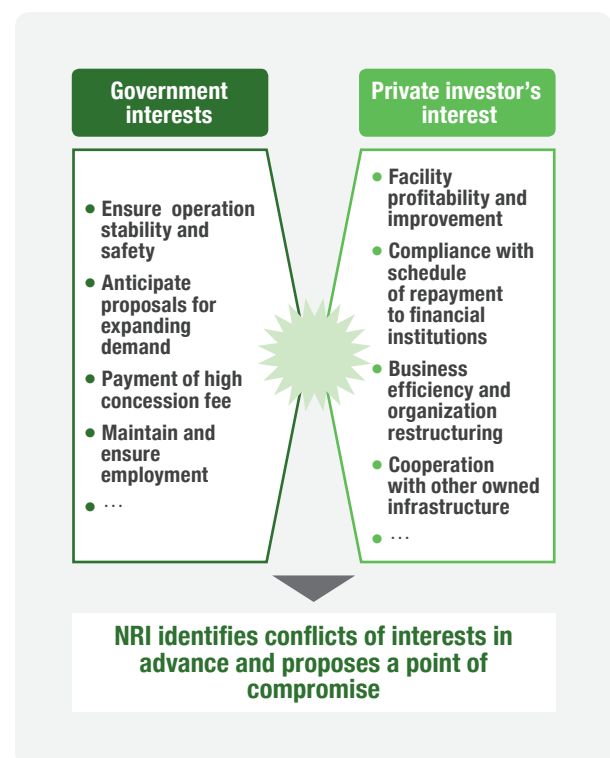 Government
interests
• Ensure operation
stability and
safety
• Anticipate
proposals for
expanding
demand
• Payment of high
concession fee
• Maintain and
ensure
employment
• …
Private investor's
interest
• Facility
profitability and
improvement
• Compliance with
schedule
of repayment
to financial
institutions
• Business
efficiency and
organization
restructuring
• Cooperation
with other owned
infrastructure
• …
NRI identifies conflicts of interests in
advance and proposes a point of
compromise